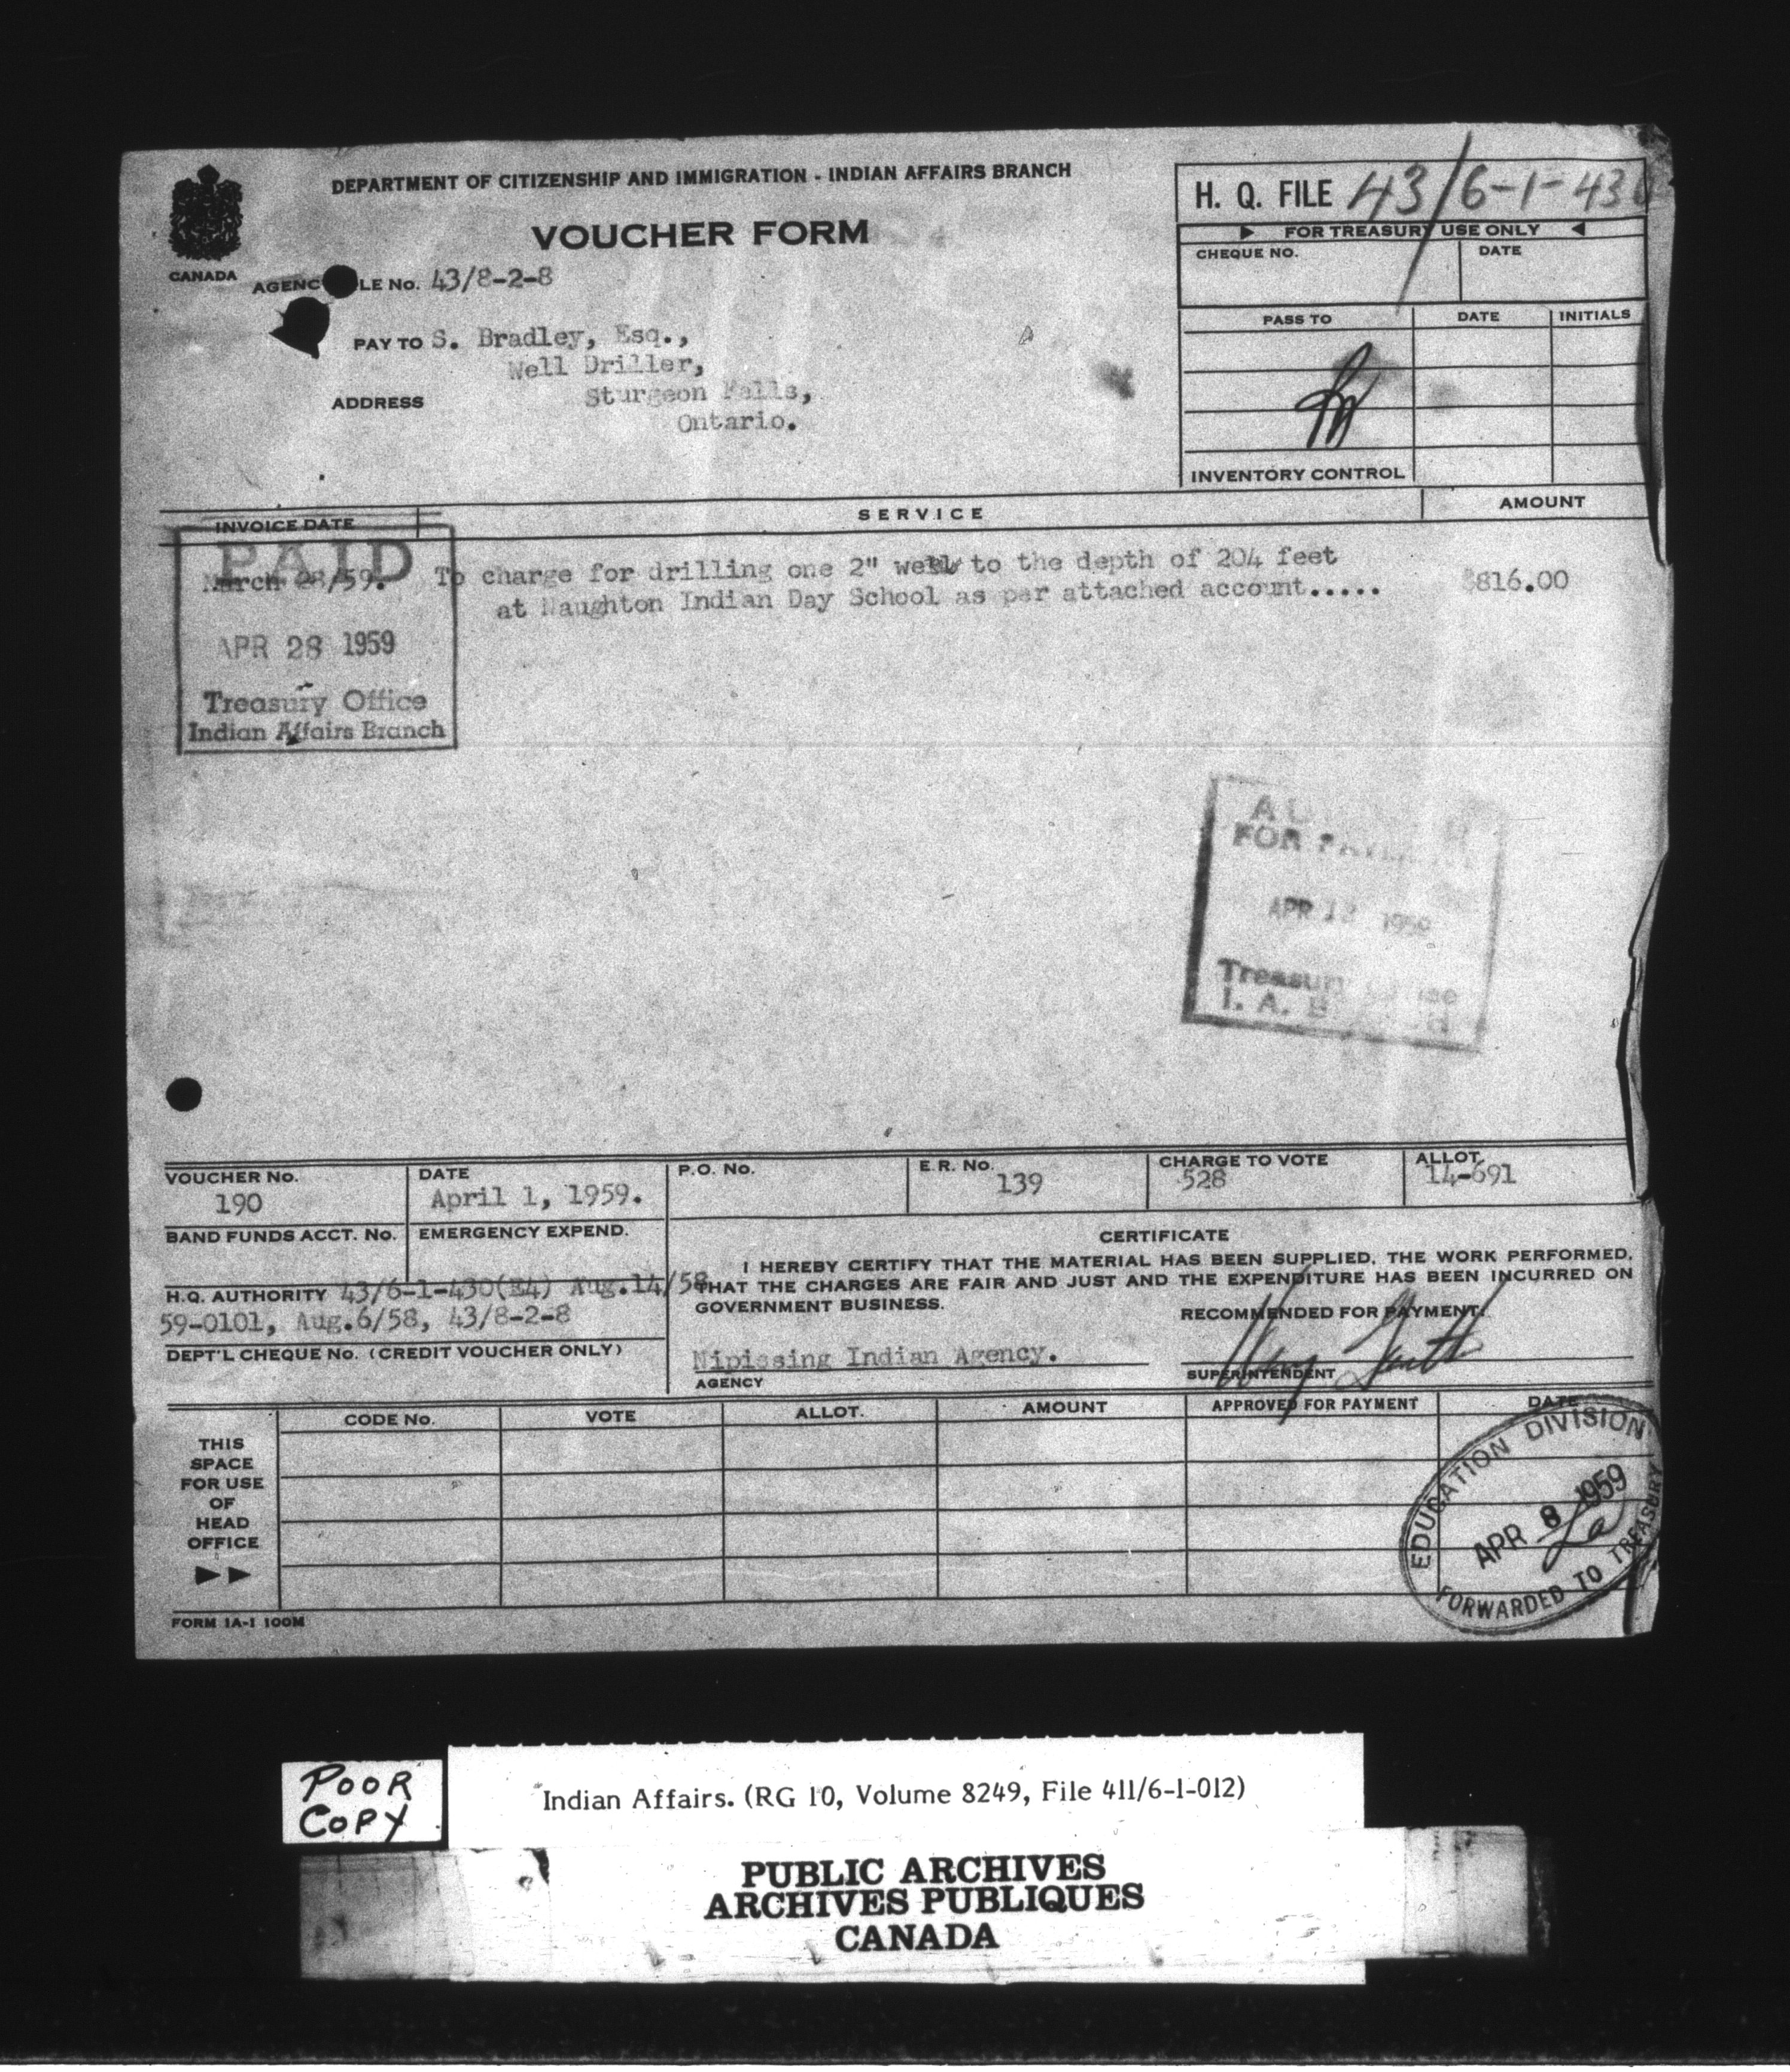 DEPARTMENT OF CITIZENSHIP AND IMMIGRATION - INDIAN AFFAIRS BRANCH
VOUCHER FORM
CANADA
AGENC LE No. 43/8-2-8
PAY TO S. Bradley, Esq.,
Well Driller,
ADDRESS Sturgeon Falls,
Ontario.
H. Q. FILE 43/6-1-430
FOR TREASURY USE ONLY
CHEQUE NO. DATE
PASS TO DATE INITIALS
INVENTORY CONTROL
INVOICE DATE SERVICE AMOUNT
PAID
March 28/59. To charge for drilling one 2" well to the depth of 204 feet
at Naughton Indian Day School as per attached account..... $816.00
APR 28 1959
Treasury Office
Indian Affairs Branch
FOR
APR 1959
Treasury
I. A.
VOUCHER No. DATE P.O. No. E.R. No. CHARGE TO VOTE ALLOT.
190 April 1, 1959. 139 528 14-691
BAND FUNDS ACCT. No. EMERGENCY EXPEND.
CERTIFICATE
I HEREBY CERTIFY THAT THE MATERIAL HAS BEEN SUPPLIED, THE WORK PERFORMED,
THAT THE CHARGES ARE FAIR AND JUST AND THE EXPENDITURE HAS BEEN INCURRED ON
GOVERNMENT BUSINESS.
H.Q. AUTHORITY 43/6-1-430(E4) Aug.14/58
59-0101, Aug.6/58, 43/8-2-8
DEPT'L CHEQUE No. (CREDIT VOUCHER ONLY)
RECOMMENDED FOR PAYMENT:
Nipissing Indian Agency.
AGENCY
SUPERINTENDENT
CODE No. VOTE ALLOT. AMOUNT APPROVED FOR PAYMENT DATE
THIS
SPACE
FOR USE
OF
HEAD
OFFICE
EDUCATION DIVISION
APR 8 1959
FORWARDED TO TREASURY
FORM 1A-1 100M
POOR
COPY
Indian Affairs. (RG 10, Volume 8249, File 411/6-1-012)
PUBLIC ARCHIVES
ARCHIVES PUBLIQUES
CANADA